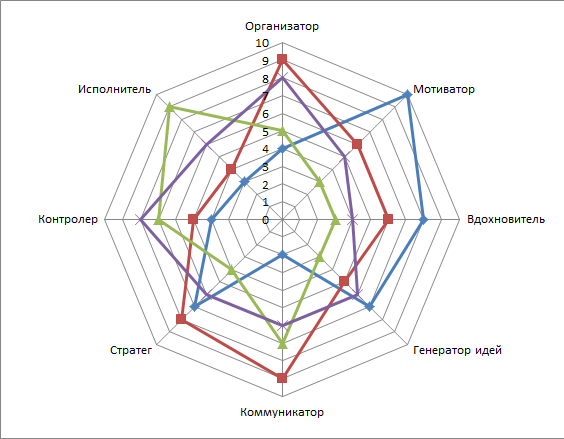 Организатор
10
9
8
7
6
5
4
3
2
1
0
Мотиватор
Вдохновитель
Генератор идей
Коммуникатор
Стратег
Контролер
Исполнитель